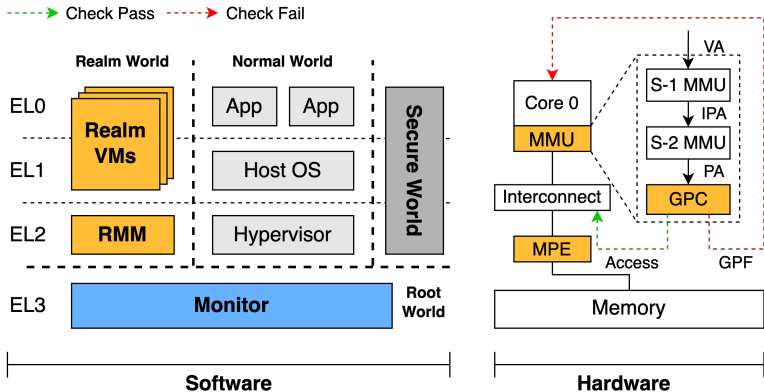 Check Pass
Check Fail
Realm World
Normal World
EL0
EL1
EL2
EL3
Realm
VMs
App
App
Host OS
RMM
Hypervisor
Secure World
Monitor
Root
World
Software
VA
Core 0
MMU
S-1 MMU
IPA
S-2 MMU
PA
GPC
Interconnect
MPE
Access
GPF
Memory
Hardware